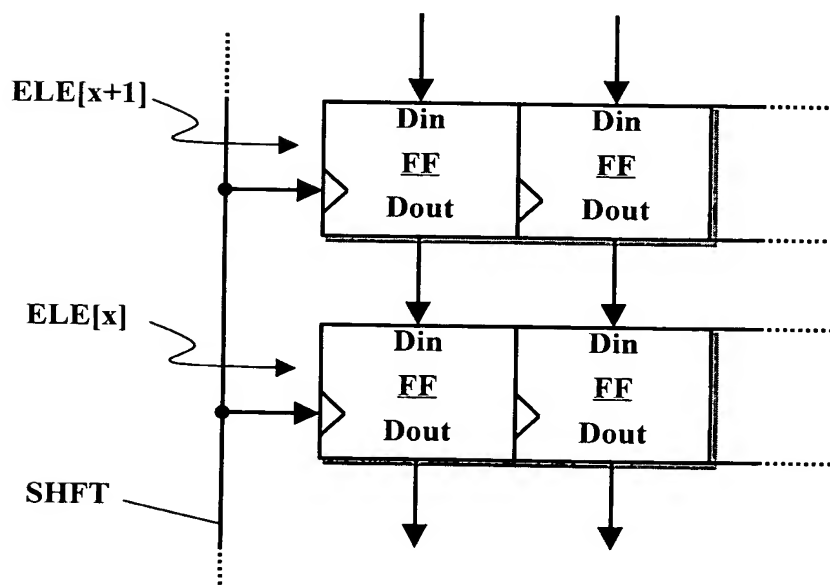 ELE[x+1]
Din Din
FF FF
Dout Dout
ELE[x]
Din Din
FF FF
Dout Dout
SHFT